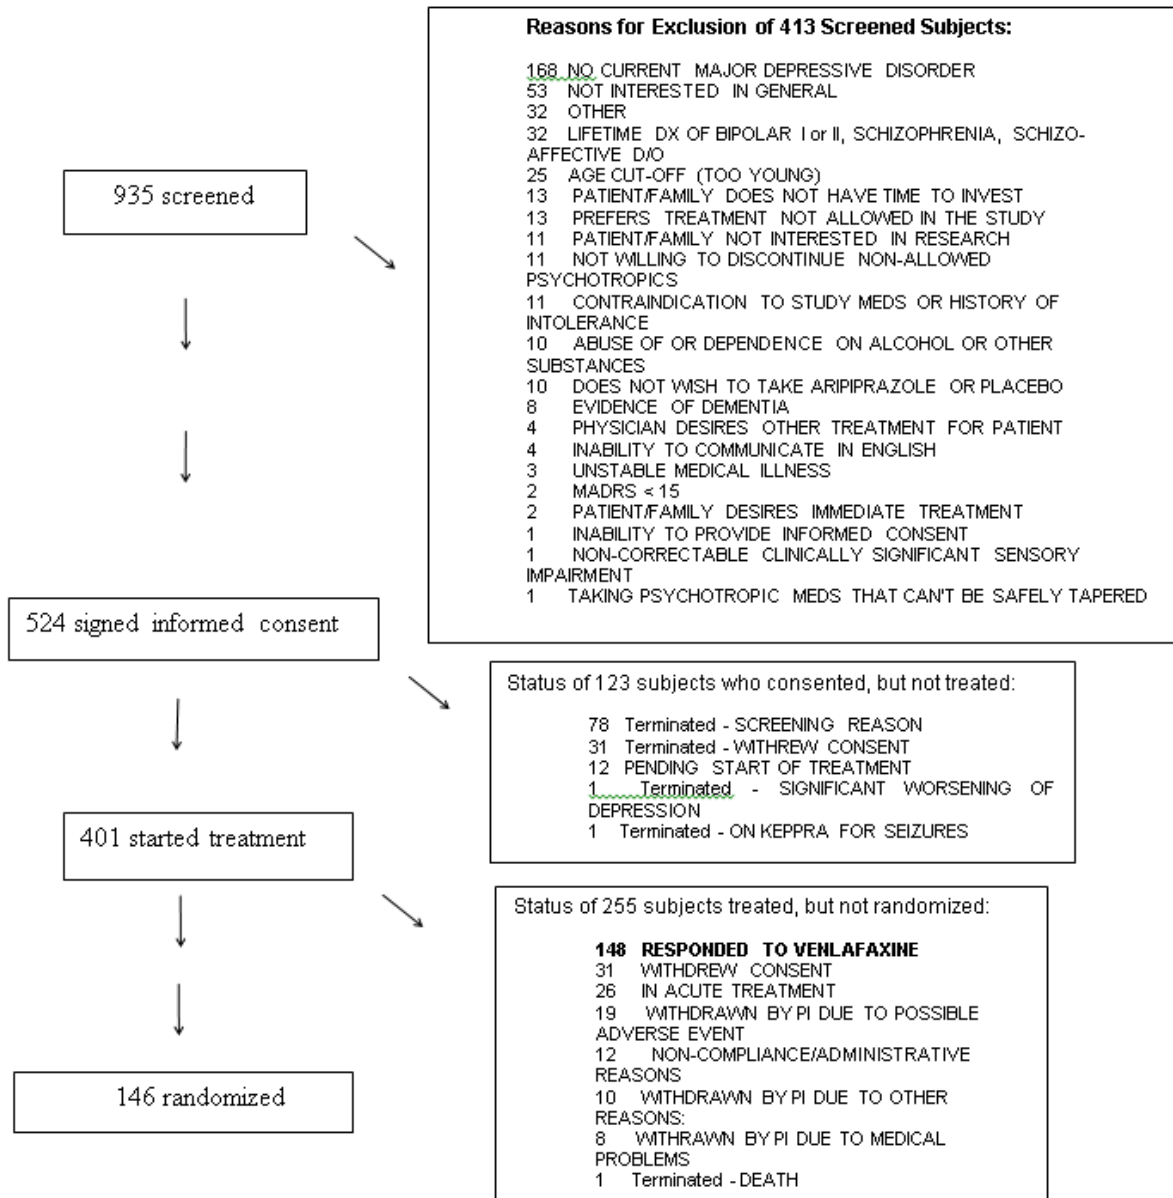 Reasons for Exclusion of 413 Screened Subjects:
168 NO CURRENT MAJOR DEPRESSIVE DISORDER
53 NOT INTERESTED IN GENERAL
32 OTHER
32 LIFETIME DX OF BIPOLAR I or II, SCHIZOPHRENIA, SCHIZO-
AFFECTIVE D/O
25 AGE CUT-OFF (TOO YOUNG)
13 PATIENT/FAMILY DOES NOT HAVE TIME TO INVEST
13 PREFERS TREATMENT NOT ALLOWED IN THE STUDY
11 PATIENT/FAMILY NOT INTERESTED IN RESEARCH
11 NOT WILLING TO DISCONTINUE NON-ALLOWED
PSYCHOTROPICS
11 CONTRAINDICATION TO STUDY MEDS OR HISTORY OF
INTOLERANCE
10 ABUSE OF OR DEPENDENCE ON ALCOHOL OR OTHER
SUBSTANCES
10 DOES NOT WISH TO TAKE ARIPIPRAZOLE OR PLACEBO
8 EVIDENCE OF DEMENTIA
4 PHYSICIAN DESIRES OTHER TREATMENT FOR PATIENT
4 INABILITY TO COMMUNICATE IN ENGLISH
3 UNSTABLE MEDICAL ILLNESS
2 MADRS < 15
2 PATIENT/FAMILY DESIRES IMMEDIATE TREATMENT
1 INABILITY TO PROVIDE INFORMED CONSENT
1 NON-CORRECTABLE CLINICALLY SIGNIFICANT SENSORY
IMPAIRMENT
1 TAKING PSYCHOTROPIC MEDS THAT CAN'T BE SAFELY TAPERED
935 screened
524 signed informed consent
Status of 123 subjects who consented, but not treated:
78 Terminated - SCREENING REASON
31 Terminated - WITHREW CONSENT
12 PENDING START OF TREATMENT
1 Terminated - SIGNIFICANT WORSENING OF
DEPRESSION
1 Terminated - ON KEPPRA FOR SEIZURES
401 started treatment
Status of 255 subjects treated, but not randomized:
148 RESPONDED TO VENLAFAXINE
31 WITHDREW CONSENT
26 IN ACUTE TREATMENT
19 WITHDRAWN BY PI DUE TO POSSIBLE
ADVERSE EVENT
12 NON-COMPLIANCE/ADMINISTRATIVE
REASONS
10 WITHDRAWN BY PI DUE TO OTHER
REASONS:
8 WITHRAWN BY PI DUE TO MEDICAL
PROBLEMS
1 Terminated - DEATH
146 randomized